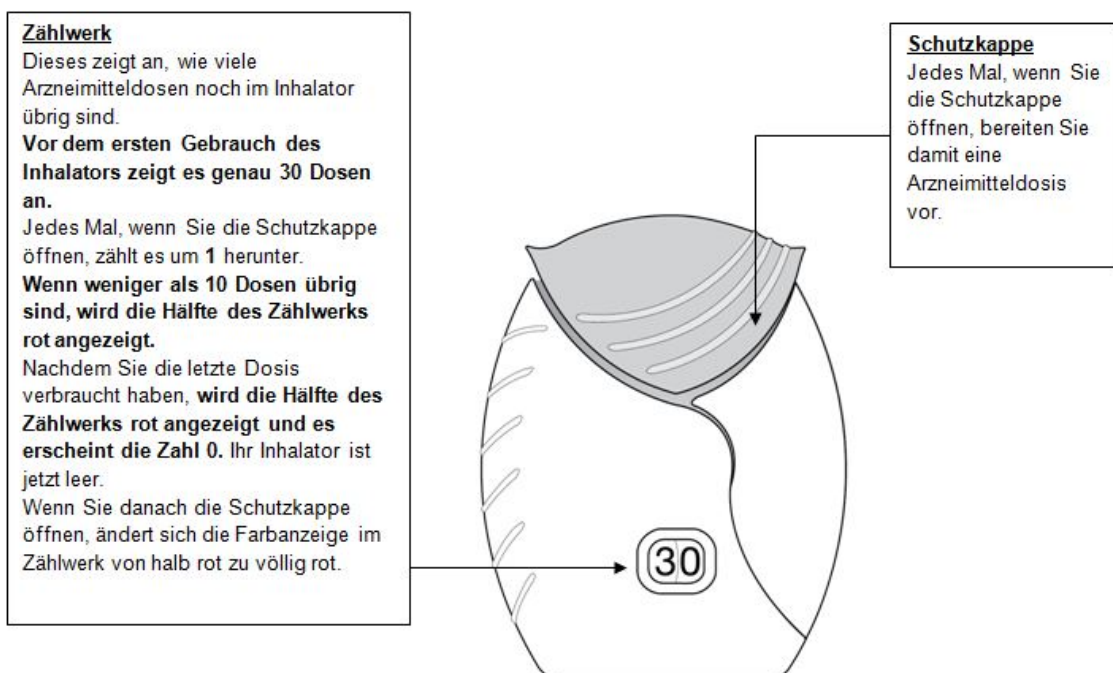 Zählwerk
Dieses zeigt an, wie viele
Arzneimitteldosen noch im Inhalator
übrig sind.
Vor dem ersten Gebrauch des
Inhalators zeigt es genau 30 Dosen
an.
Jedes Mal, wenn Sie die Schutzkappe
öffnen, zählt es um 1 herunter.
Wenn weniger als 10 Dosen übrig
sind, wird die Hälfte des Zählwerks
rot angezeigt.
Nachdem Sie die letzte Dosis
verbraucht haben, wird die Hälfte des
Zählwerks rot angezeigt und es
erscheint die Zahl 0. Ihr Inhalator ist
jetzt leer.
Wenn Sie danach die Schutzkappe
öffnen, ändert sich die Farbanzeige im
Zählwerk von halb rot zu völlig rot.
Schutzkappe
Jedes Mal, wenn Sie
die Schutzkappe
öffnen, bereiten Sie
damit eine
Arzneimitteldosis
vor.
30